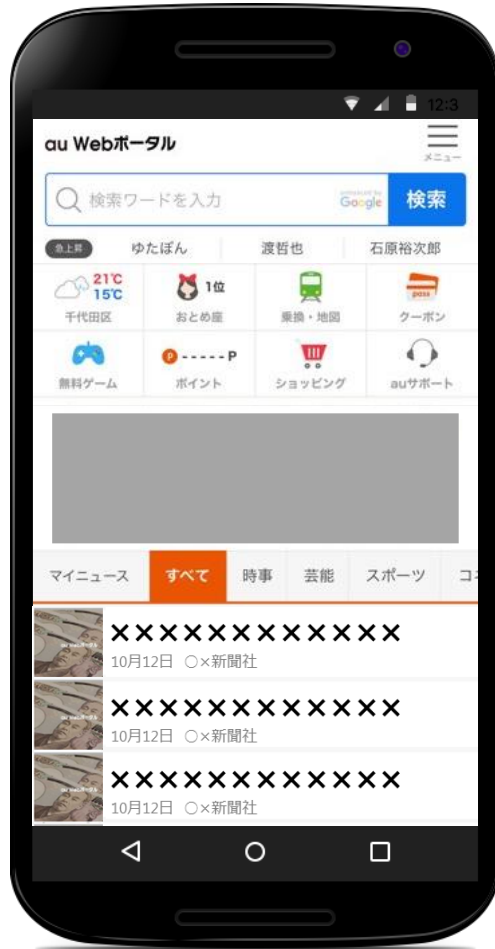 12:3
au Webポータル
メニュー
検索ワードを入力
Google
検索
急上昇 ゆたぼん 渡哲也 石原裕次郎
21℃
15℃
1位
pass
千代田区 おとめ座 乗換・地図 クーポン
P - - - - - P
無料ゲーム ポイント ショッピング auサポート
マイニュース すべて 時事 芸能 スポーツ コ
××××××××××××
10月12日 ○×新聞社
××××××××××××
10月12日 ○×新聞社
××××××××××××
10月12日 ○×新聞社